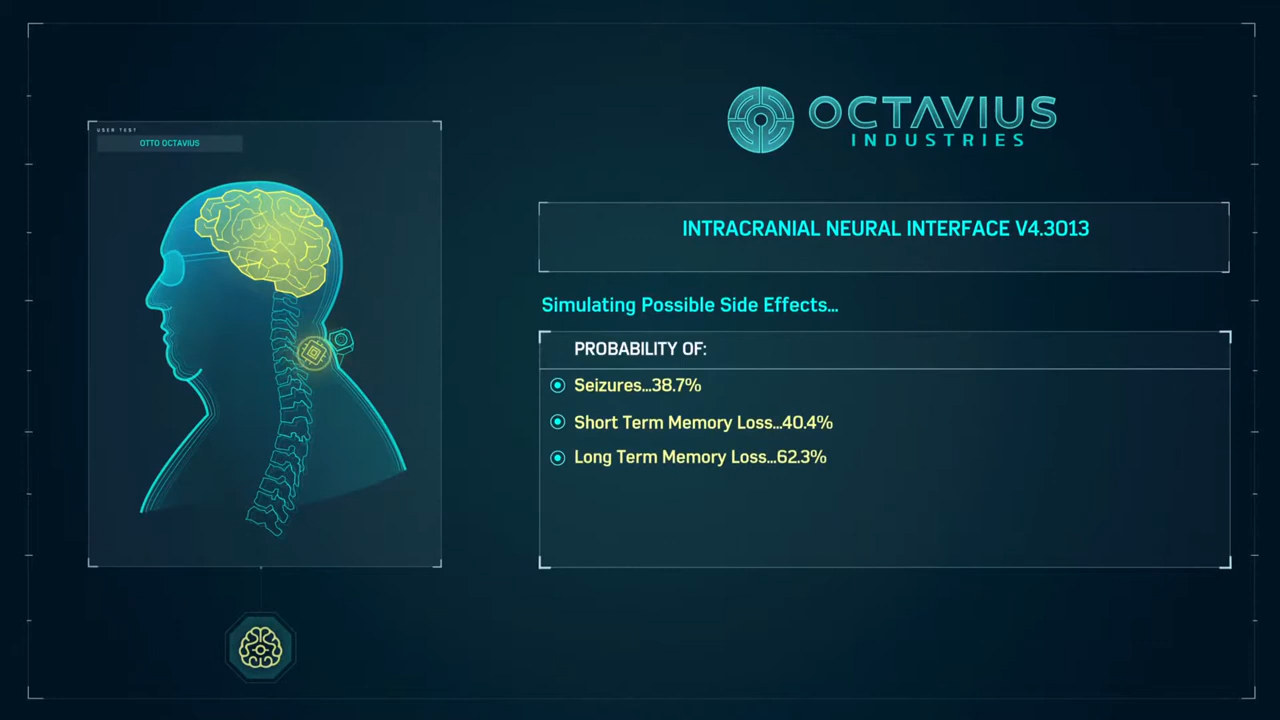 USER TEST
OTTO OCTAVIUS
OCTAVIUS
INDUSTRIES
INTRACRANIAL NEURAL INTERFACE V4.3013
Simulating Possible Side Effects...
PROBABILITY OF:
Seizures...38.7%
Short Term Memory Loss...40.4%
Long Term Memory Loss...62.3%